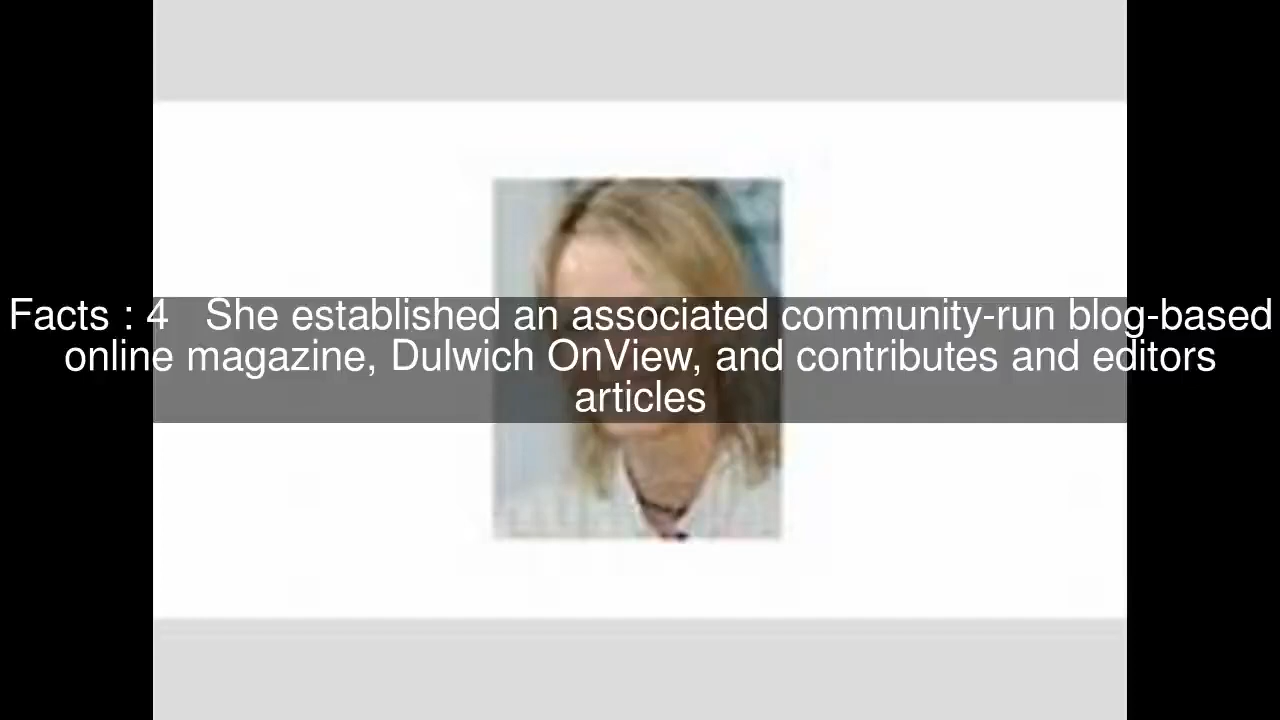 Facts : 4 She established an associated community-run blog-based
online magazine, Dulwich OnView, and contributes and editors
articles